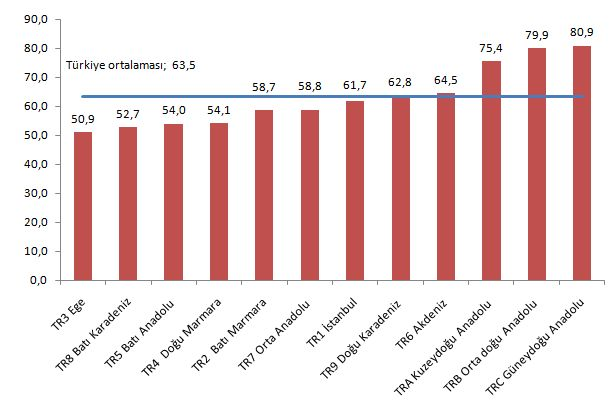 90,0
80,0
70,0
60,0
50,0
40,0
30,0
20,0
10,0
0,0
Türkiye ortalaması; 63,5
50,9
52,7
54,0
54,1
58,7
58,8
61,7
62,8
64,5
75,4
79,9
80,9
TR3 Ege
TR8 Batı Karadeniz
TR5 Batı Anadolu
TR4 Doğu Marmara
TR2 Batı Marmara
TR7 Orta Anadolu
TR1 İstanbul
TR9 Doğu Karadeniz
TR6 Akdeniz
TRA Kuzeydoğu Anadolu
TRB Orta doğu Anadolu
TRC Güneydoğu Anadolu